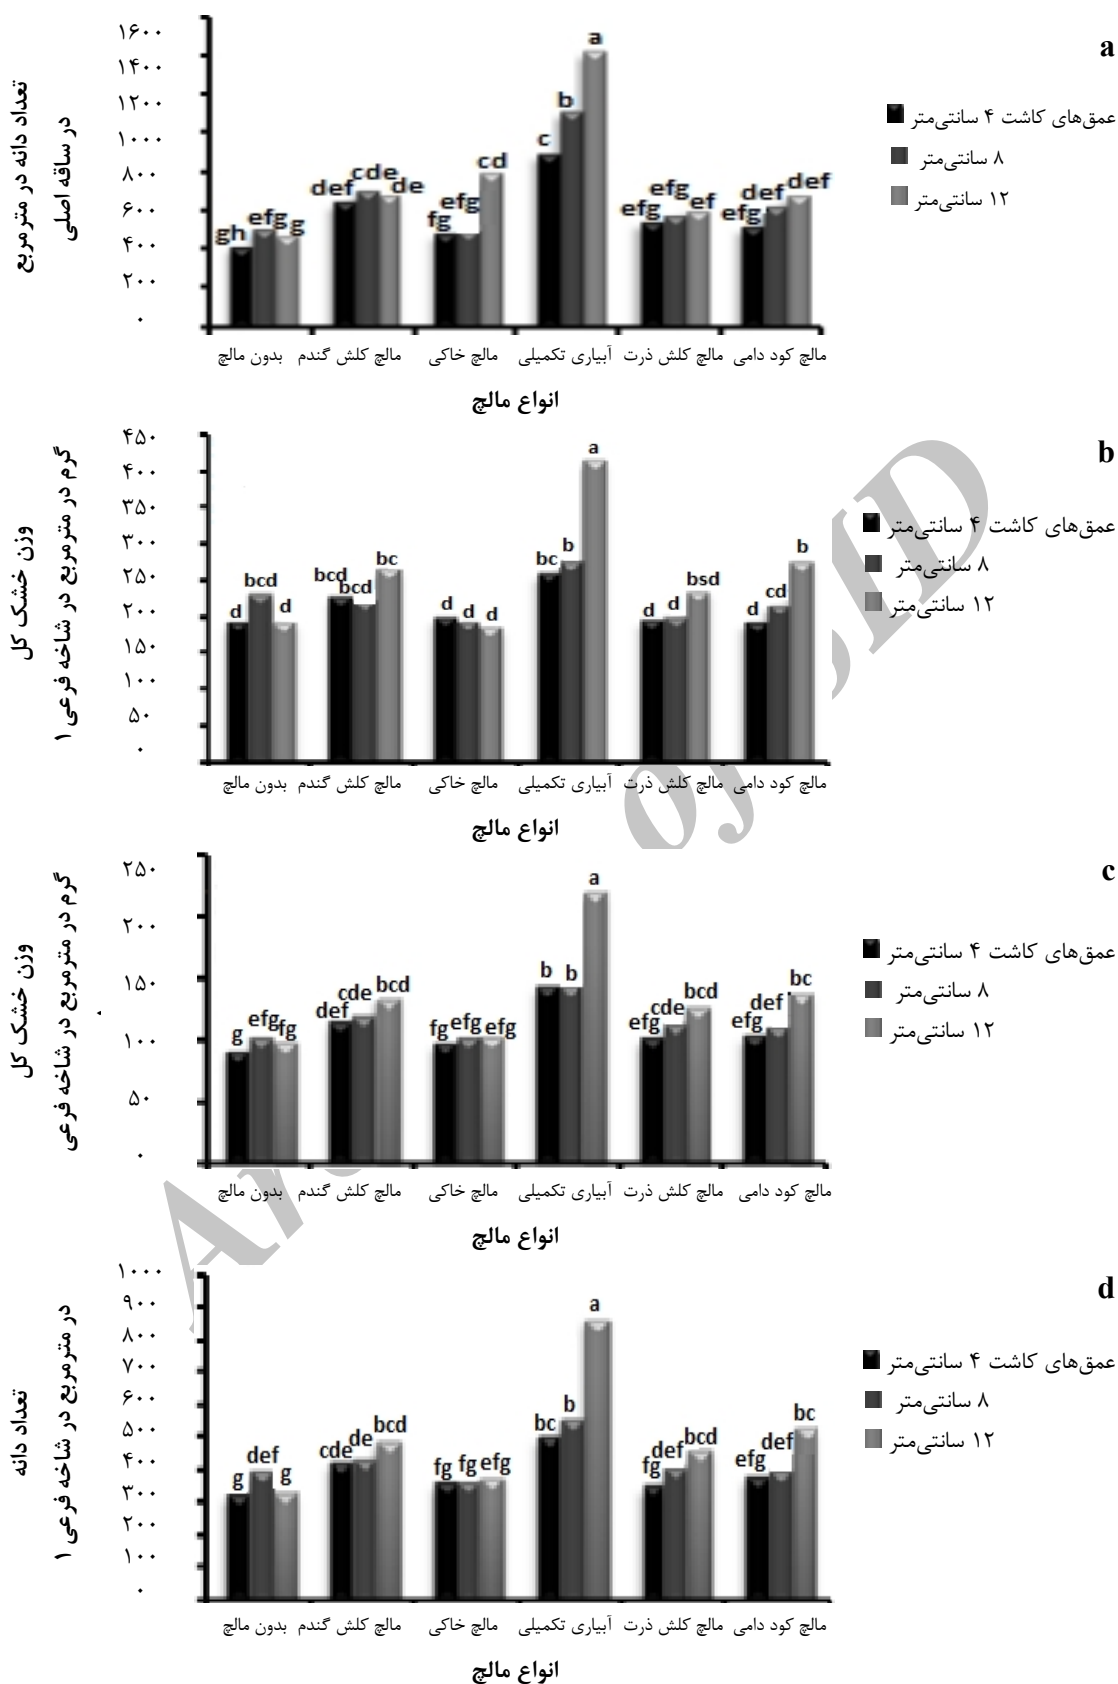 a
تعداد دانه در مترمربع
در ساقه اصلی
۱۶۰۰
۱۴۰۰
۱۲۰۰
۱۰۰۰
۸۰۰
۶۰۰
۴۰۰
۲۰۰
۰
gh efg g
def cde de
fg efg cd
c b a
efg efg ef
efg def def
عمق‌های کاشت ۴ سانتی‌متر
۸ سانتی‌متر
۱۲ سانتی‌متر
بدون مالچ مالچ کلش گندم مالچ خاکی آبیاری تکمیلی مالچ کلش ذرت مالچ کود دامی
انواع مالچ
b
وزن خشک کل
گرم در مترمربع در شاخه فرعی ۱
۴۵۰
۴۰۰
۳۵۰
۳۰۰
۲۵۰
۲۰۰
۱۵۰
۱۰۰
۵۰
۰
d bcd d
bcd bcd bc
d d d
bc b a
d d bsd
d cd b
عمق‌های کاشت ۴ سانتی‌متر
۸ سانتی‌متر
۱۲ سانتی‌متر
بدون مالچ مالچ کلش گندم مالچ خاکی آبیاری تکمیلی مالچ کلش ذرت مالچ کود دامی
انواع مالچ
c
وزن خشک کل
گرم در مترمربع در شاخه فرعی
۲۵۰
۲۰۰
۱۵۰
۱۰۰
۵۰
۰
g efg fg
def cde bcd
fg efg efg
b b a
efg cde bcd
efg def bc
عمق‌های کاشت ۴ سانتی‌متر
۸ سانتی‌متر
۱۲ سانتی‌متر
بدون مالچ مالچ کلش گندم مالچ خاکی آبیاری تکمیلی مالچ کلش ذرت مالچ کود دامی
انواع مالچ
d
تعداد دانه
در مترمربع در شاخه فرعی ۱
۱۰۰۰
۹۰۰
۸۰۰
۷۰۰
۶۰۰
۵۰۰
۴۰۰
۳۰۰
۲۰۰
۱۰۰
۰
g def g
cde de bcd
fg fg efg
bc b a
fg def bcd
efg def bc
عمق‌های کاشت ۴ سانتی‌متر
۸ سانتی‌متر
۱۲ سانتی‌متر
بدون مالچ مالچ کلش گندم مالچ خاکی آبیاری تکمیلی مالچ کلش ذرت مالچ کود دامی
انواع مالچ